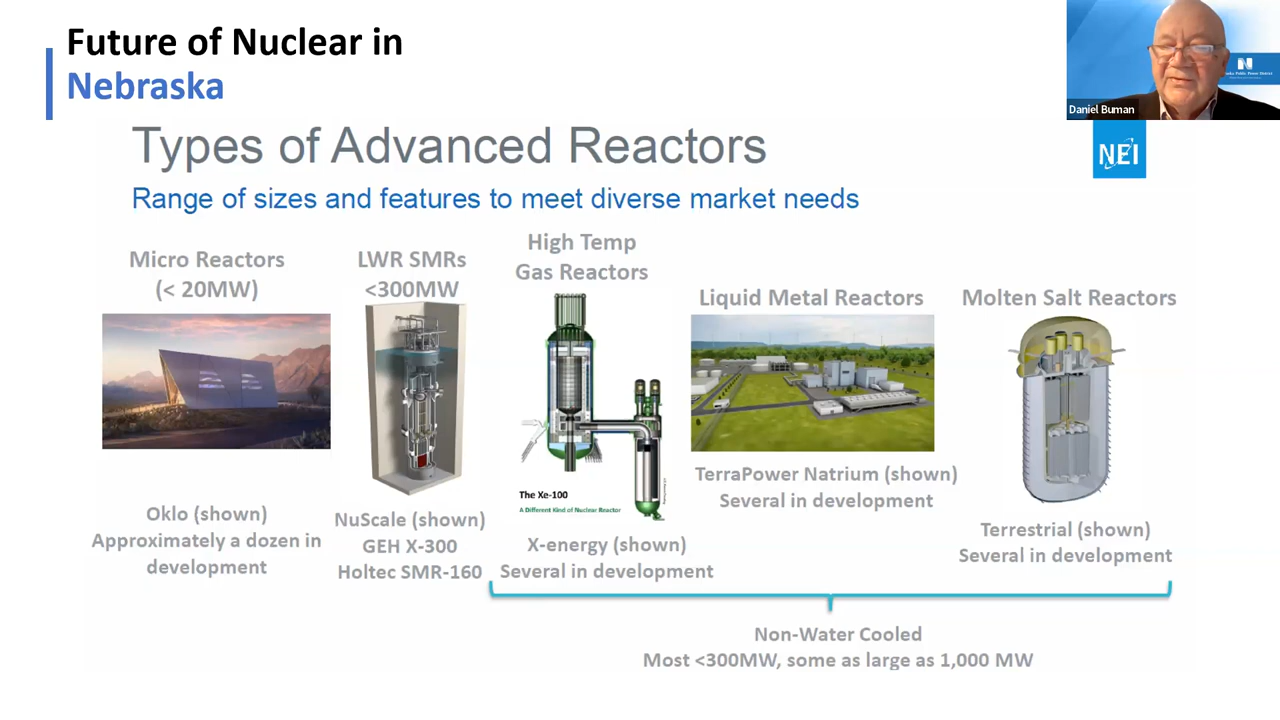 Future of Nuclear in
Nebraska
Daniel Buman
N
Public Power District
Types of Advanced Reactors
NEI
Range of sizes and features to meet diverse market needs
Micro Reactors
(< 20MW)
LWR SMRs
<300MW
High Temp
Gas Reactors
Liquid Metal Reactors
Molten Salt Reactors
The Xe-100
A Different Kind of Nuclear Reactor
Oklo (shown)
Approximately a dozen in
development
NuScale (shown)
GEH X-300
Holtec SMR-160
X-energy (shown)
Several in development
TerraPower Natrium (shown)
Several in development
Terrestrial (shown)
Several in development
Non-Water Cooled
Most <300MW, some as large as 1,000 MW